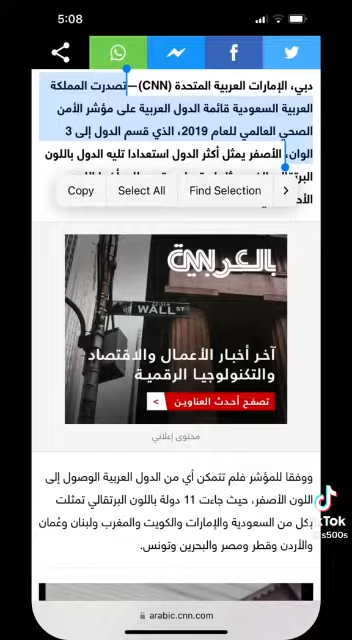 5:08
دبي، الإمارات العربية المتحدة (CNN)—تصدرت المملكة
العربية السعودية قائمة الدول العربية على مؤشر الأمن
الصحي العالمي للعام 2019، الذي قسم الدول إلى 3
الوان، الأصفر يمثل أكثر الدول استعدادا تليه الدول باللون
Copy Select All Find Selection
CNN بالعربية
WALL ST
آخر أخبار الأعمال والاقتصاد
والتكنولوجيا الرقمية
تصفح أحدث العناوين >
محتوى إعلاني
ووفقا للمؤشر فلم تتمكن أي من الدول العربية الوصول إلى
اللون الأصفر، حيث جاءت 11 دولة باللون البرتقالي تمثلت
بكل من السعودية والإمارات والكويت والمغرب ولبنان وعُمان
والأردن وقطر ومصر والبحرين وتونس.
arabic.cnn.com